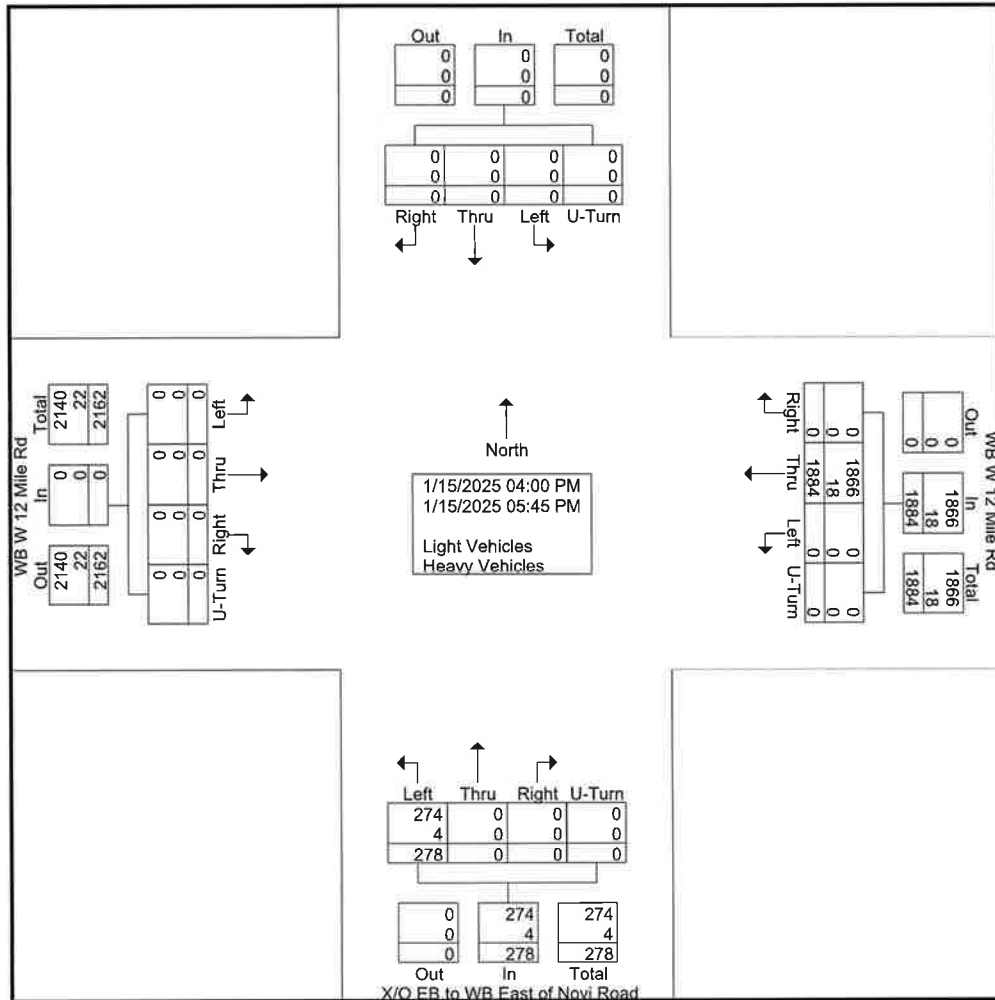 Out In Total
0 0 0
0 0 0
0 0 0
0 0 0 0
0 0 0 0
0 0 0 0
Right Thru Left U-Turn
WB W 12 Mile Rd
Out In Total
2140 0 2140
22 0 22
2162 0 2162
0 0 0 Left
0 0 0 Thru
0 0 0 Right
0 0 0 U-Turn
North
1/15/2025 04:00 PM
1/15/2025 05:45 PM
Light Vehicles
Heavy Vehicles
Right Thru Left U-Turn
0 1866 0 0
0 18 0 0
0 1884 0 0
WB W 12 Mile Rd
Out In Total
0 1866 1866
0 18 18
0 1884 1884
Left Thru Right U-Turn
274 0 0 0
4 0 0 0
278 0 0 0
0 274 274
0 4 4
0 278 278
Out In Total
X/O EB to WB East of Novi Road